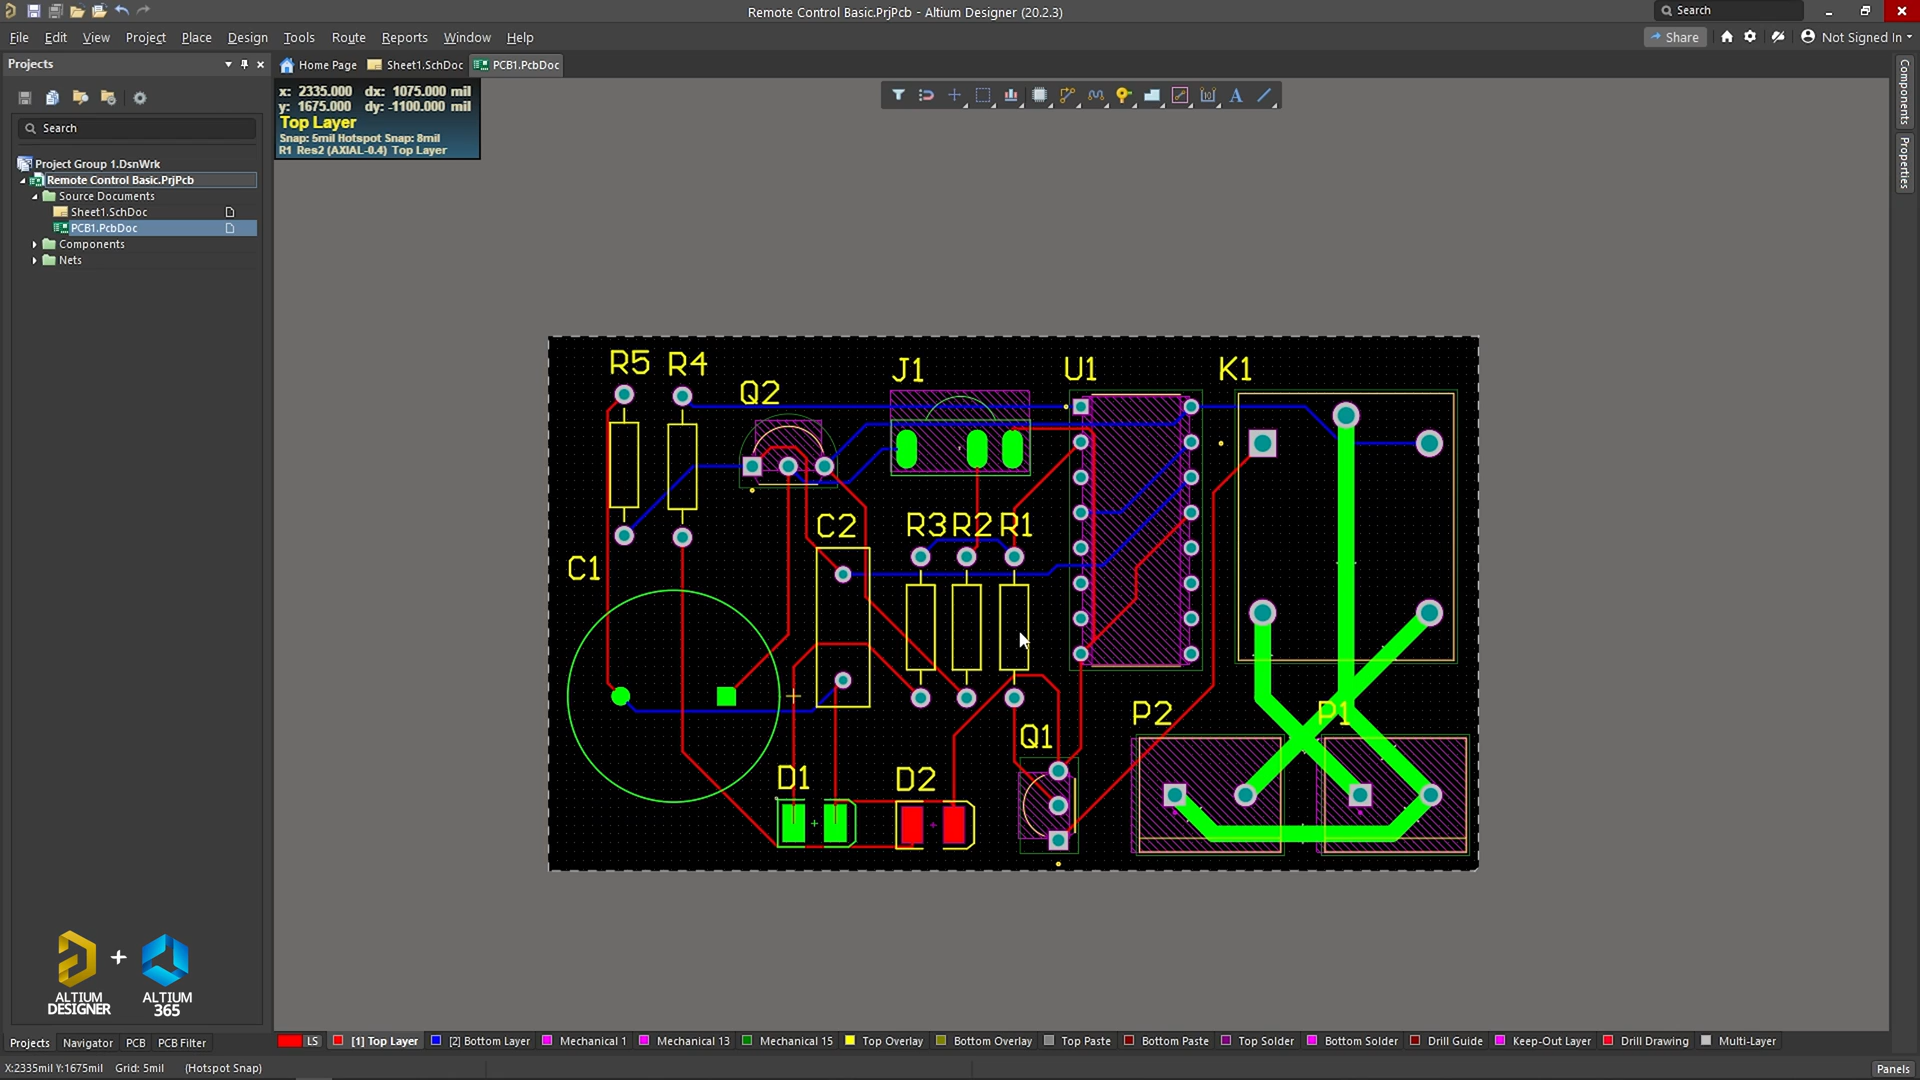 Remote Control Basic.PrjPcb - Altium Designer (20.2.3)
Search
File Edit View Project Place Design Tools Route Reports Window Help
Share
Not Signed In
Projects
Home Page
Sheet1.SchDoc
PCB1.PcbDoc
x: 2335.000 dx: 1075.000 mil
y: 1675.000 dy: -1100.000 mil
Top Layer
Snap: 5mil Hotspot Snap: 8mil
R1 Res2 (AXIAL-0.4) Top Layer
Components
Properties
Search
Project Group 1.DsnWrk
Remote Control Basic.PrjPcb
Source Documents
Sheet1.SchDoc
PCB1.PcbDoc
Components
Nets
R5 R4
Q2
J1
U1
K1
C2
R3 R2 R1
C1
P2
P1
Q1
D1
D2
+
ALTIUM DESIGNER
ALTIUM 365
Projects Navigator PCB PCB Filter
LS [1] Top Layer [2] Bottom Layer Mechanical 1 Mechanical 13 Mechanical 15 Top Overlay Bottom Overlay Top Paste Bottom Paste Top Solder Bottom Solder Drill Guide Keep-Out Layer Drill Drawing Multi-Layer
X:2335mil Y:1675mil Grid: 5mil (Hotspot Snap)
Panels